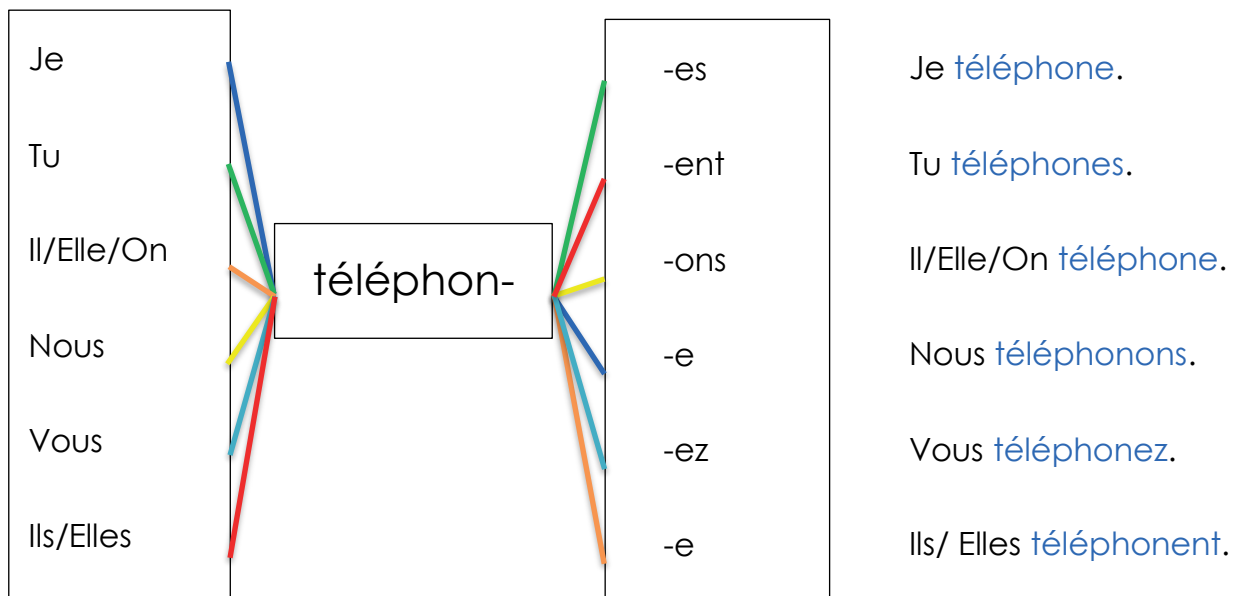 Je
Tu
Il/Elle/On
Nous
Vous
Ils/Elles
téléphon-
-es
-ent
-ons
-e
-ez
-e
Je téléphone.
Tu téléphones.
Il/Elle/On téléphone.
Nous téléphonons.
Vous téléphonez.
Ils/ Elles téléphonent.